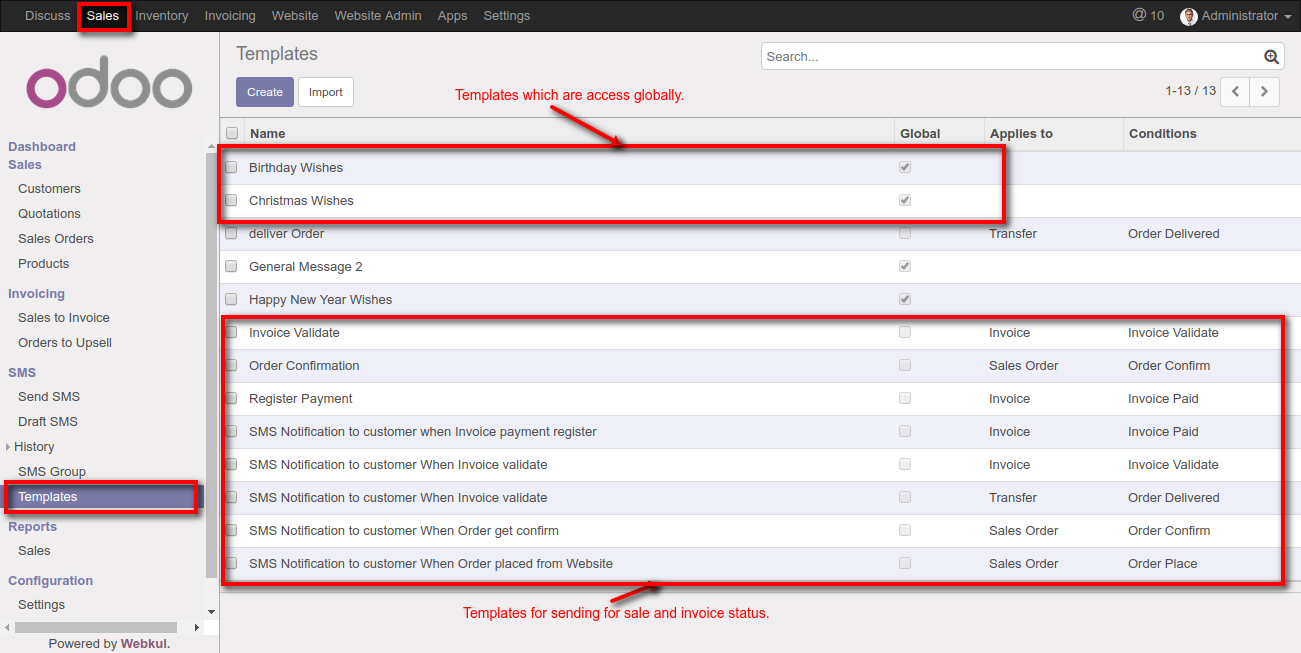 Discuss Sales Inventory Invoicing Website Website Admin Apps Settings @ 10 Administrator
odoo
Templates
Search...
Create Import
Templates which are access globally.
1-13 / 13
Dashboard
Sales
Customers
Quotations
Sales Orders
Products
Invoicing
Sales to Invoice
Orders to Upsell
SMS
Send SMS
Draft SMS
History
SMS Group
Templates
Reports
Sales
Configuration
Settings
Powered by Webkul.
Name Global Applies to Conditions
Birthday Wishes
Christmas Wishes
deliver Order Transfer Order Delivered
General Message 2
Happy New Year Wishes
Invoice Validate Invoice Invoice Validate
Order Confirmation Sales Order Order Confirm
Register Payment Invoice Invoice Paid
SMS Notification to customer when Invoice payment register Invoice Invoice Paid
SMS Notification to customer When Invoice validate Invoice Invoice Validate
SMS Notification to customer When Invoice validate Transfer Order Delivered
SMS Notification to customer When Order get confirm Sales Order Order Confirm
SMS Notification to customer When Order placed from Website Sales Order Order Place
Templates for sending for sale and invoice status.